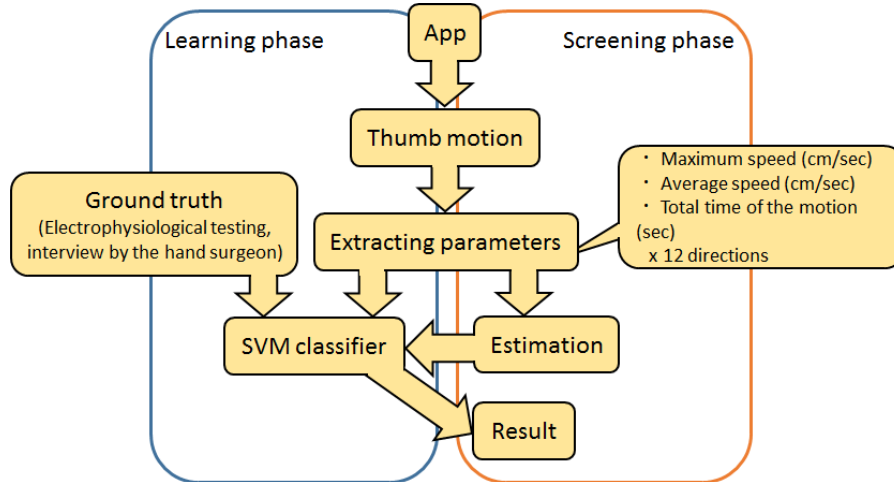 Learning phase
App
Screening phase
Thumb motion
Ground truth
(Electrophysiological testing,
interview by the hand surgeon)
Extracting parameters
・ Maximum speed (cm/sec)
・ Average speed (cm/sec)
・ Total time of the motion
(sec)
x 12 directions
SVM classifier
Estimation
Result